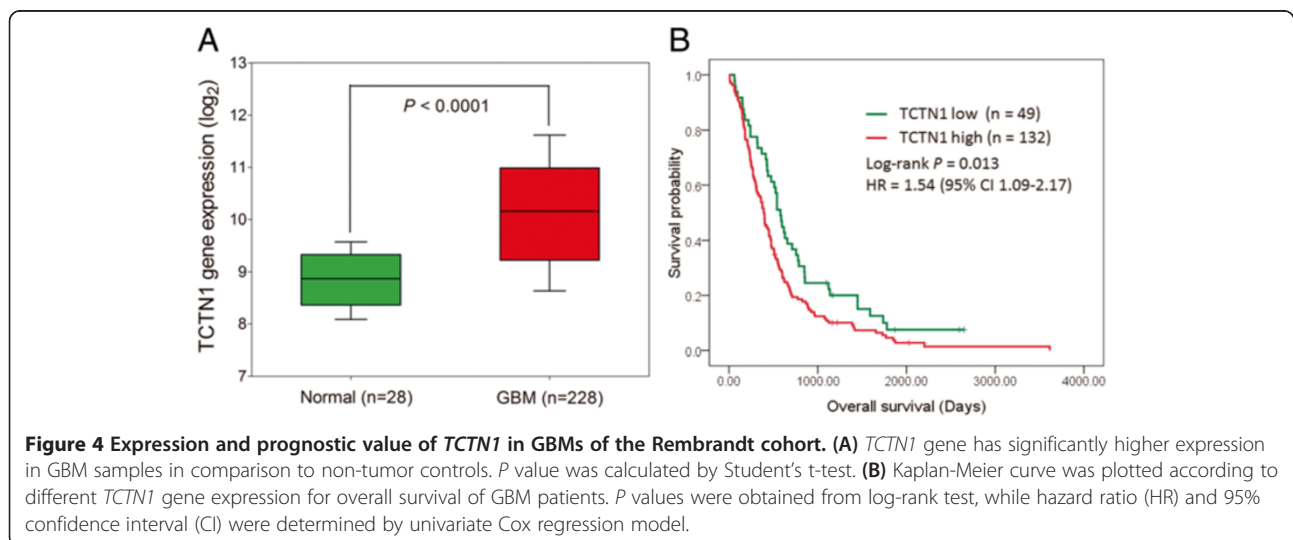 A
13
12
11
10
9
8
7
TCTN1 gene expression (log2)
P < 0.0001
Normal (n=28)
GBM (n=228)
B
1.0
0.8
0.6
0.4
0.2
0.0
Survival probability
TCTN1 low (n = 49)
TCTN1 high (n = 132)
Log-rank P = 0.013
HR = 1.54 (95% CI 1.09-2.17)
0.00 1000.00 2000.00 3000.00 4000.00
Overall survival (Days)
Figure 4 Expression and prognostic value of TCTN1 in GBMs of the Rembrandt cohort. (A) TCTN1 gene has significantly higher expression
in GBM samples in comparison to non-tumor controls. P value was calculated by Student's t-test. (B) Kaplan-Meier curve was plotted according to
different TCTN1 gene expression for overall survival of GBM patients. P values were obtained from log-rank test, while hazard ratio (HR) and 95%
confidence interval (CI) were determined by univariate Cox regression model.